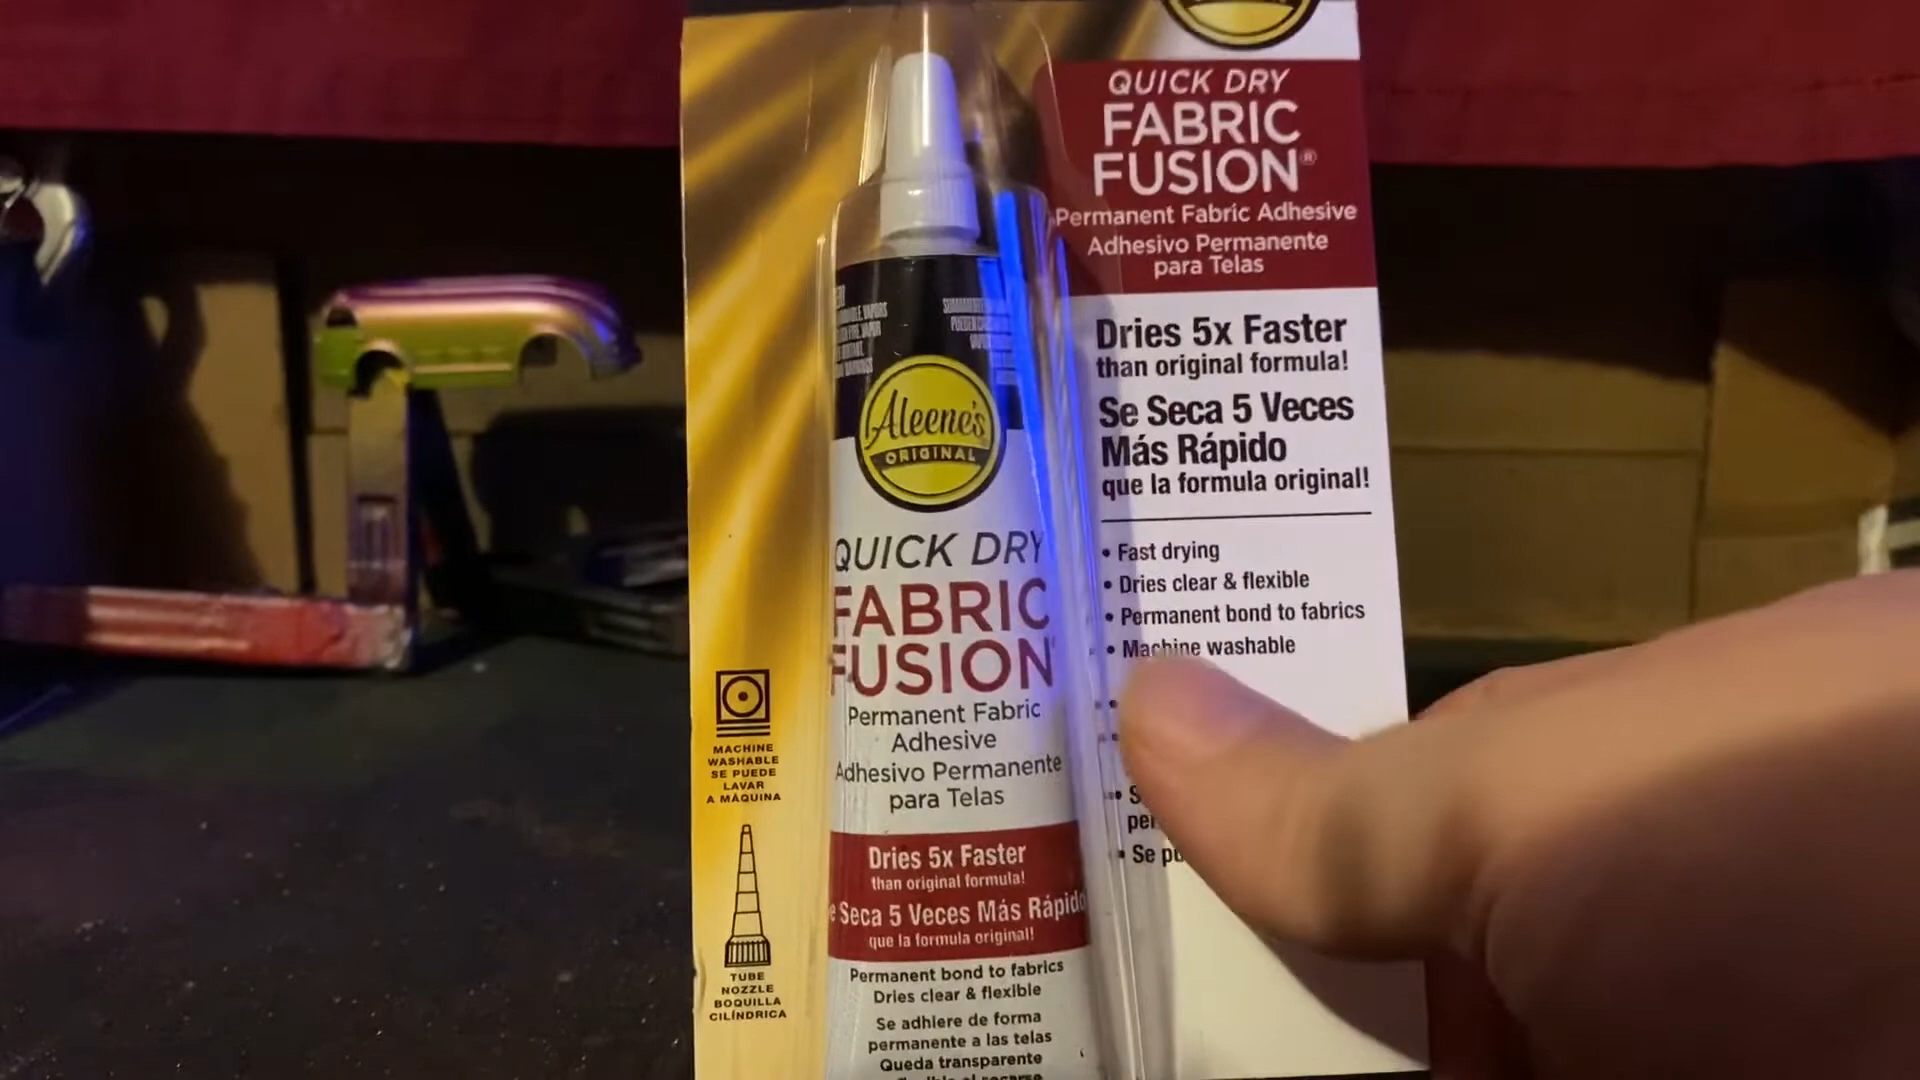 QUICK DRY
FABRIC
FUSION®
Permanent Fabric Adhesive
Adhesivo Permanente
para Telas
Dries 5x Faster
than original formula!
Se Seca 5 Veces
Más Rápido
que la formula original!
• Fast drying
• Dries clear & flexible
• Permanent bond to fabrics
• Machine washable
• Se
Aleene's
ORIGINAL
QUICK DRY
FABRIC
FUSION
Permanent Fabric
Adhesive
Adhesivo Permanente
para Telas
Dries 5x Faster
than original formula!
Seca 5 Veces Más Rápido
que la formula original!
Permanent bond to fabrics
Dries clear & flexible
Se adhiere de forma
permanente a las telas
Queda transparente
MACHINE
WASHABLE
SE PUEDE
LAVAR
A MÁQUINA
TUBE
NOZZLE
BOQUILLA
CILÍNDRICA